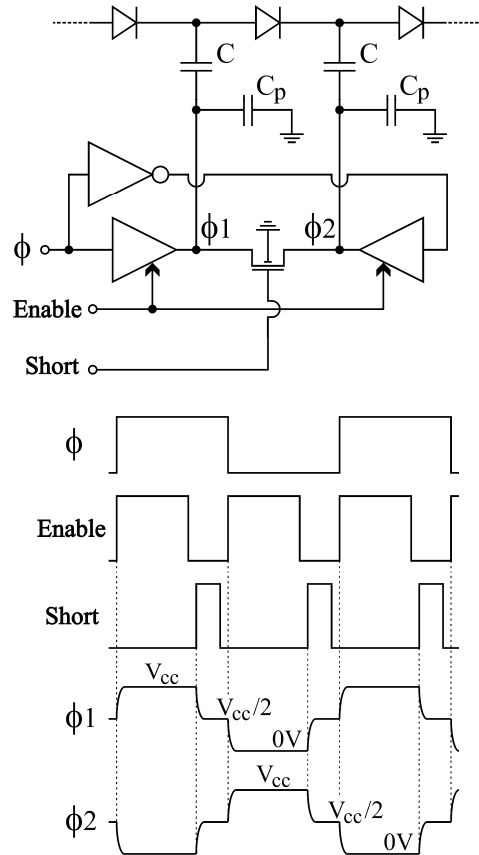 C C
Cp Cp
ϕ ϕ1 ϕ2
Enable
Short
ϕ
Enable
Short
Vcc
ϕ1 Vcc/2
0V
Vcc
ϕ2 Vcc/2
0V